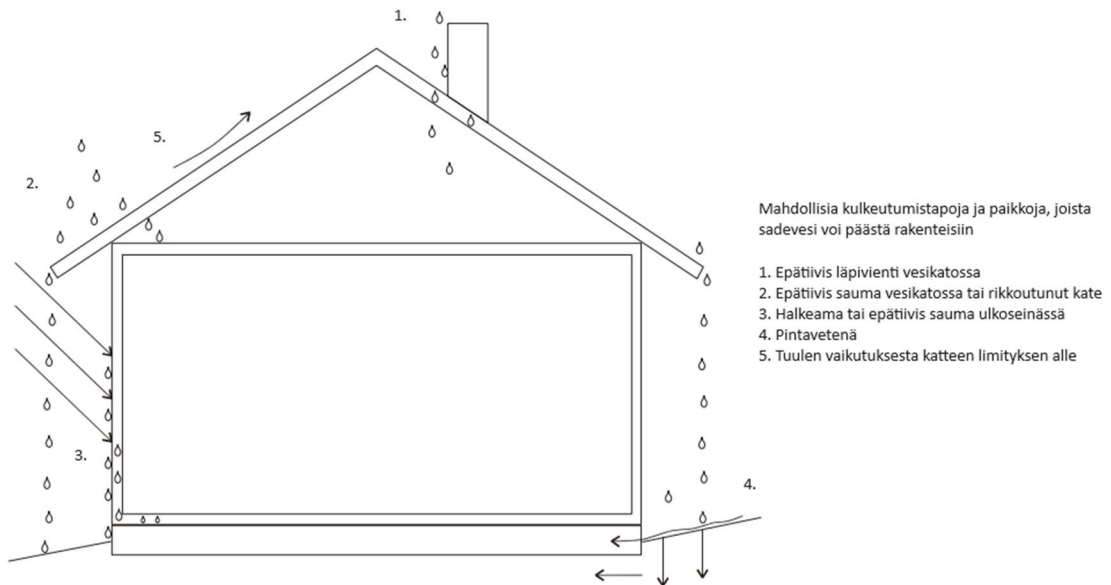 1.
5.
2.
3.
4.
Mahdollisia kulkeutumistapoja ja paikkoja, joista
sadevesi voi päästä rakenteisiin
1. Epätiivis läpivienti vesikatossa
2. Epätiivis sauma vesikatossa tai rikkoutunut kate
3. Halkeama tai epätiivis sauma ulkoseinässä
4. Pintavetenä
5. Tuulen vaikutuksesta katteen limityksen alle